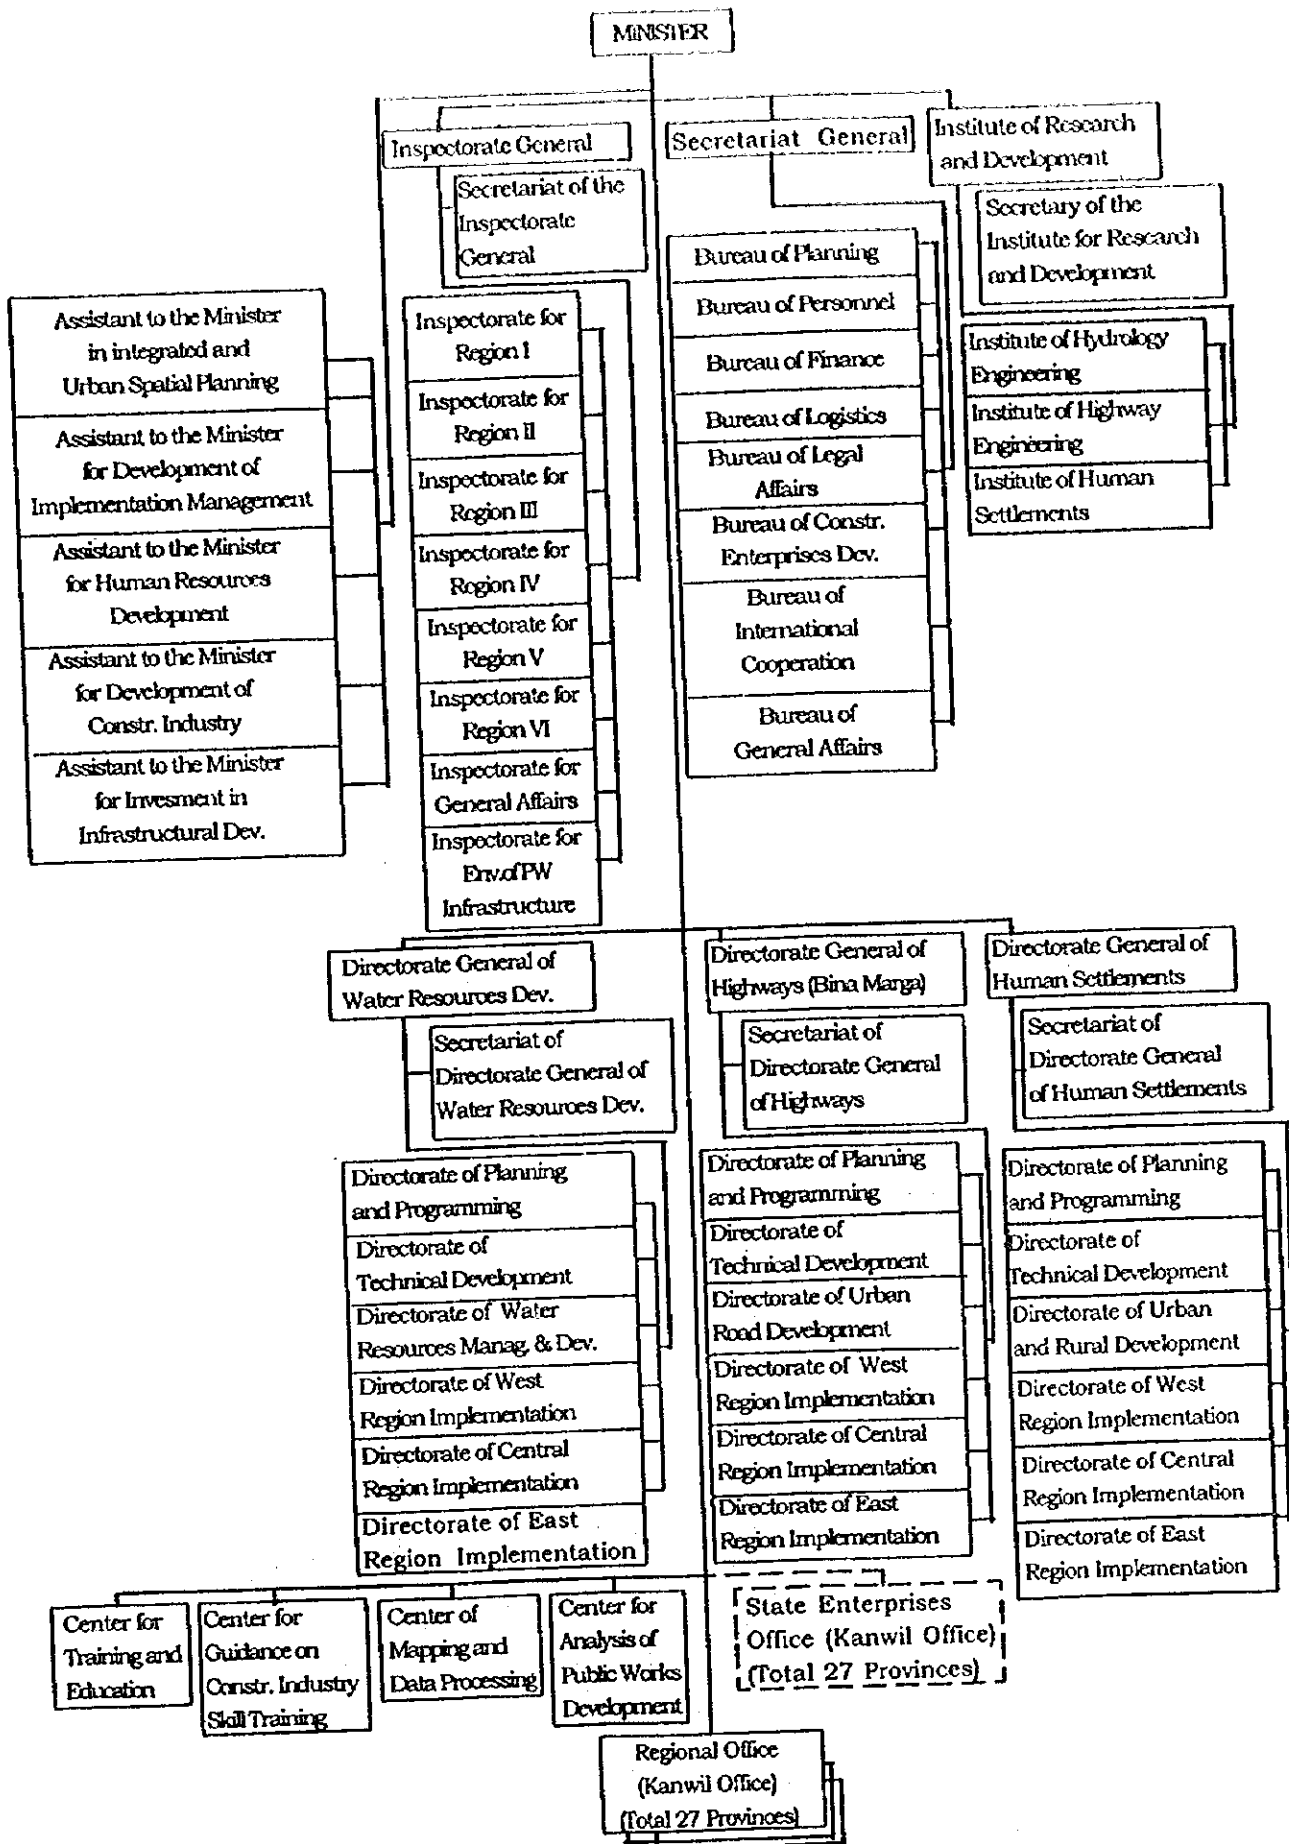 MINISTER
Inspectorate General
Secretariat General
Institute of Research
and Development
Secretariat of the
Inspectorate
General
Secretary of the
Institute for Research
and Development
Assistant to the Minister
in integrated and
Urban Spatial Planning
Assistant to the Minister
for Development of
Implementation Management
Assistant to the Minister
for Human Resources
Development
Assistant to the Minister
for Development of
Constr. Industry
Assistant to the Minister
for Invesment in
Infrastructural Dev.
Inspectorate for
Region I
Inspectorate for
Region II
Inspectorate for
Region III
Inspectorate for
Region IV
Inspectorate for
Region V
Inspectorate for
Region VI
Inspectorate for
General Affairs
Inspectorate for
Env.of PW
Infrastructure
Bureau of Planning
Bureau of Personnel
Bureau of Finance
Bureau of Logistics
Bureau of Legal
Affairs
Bureau of Constr.
Enterprises Dev.
Bureau of
International
Cooperation
Bureau of
General Affairs
Institute of Hydrology
Engineering
Institute of Highway
Engineering
Institute of Human
Settlements
Directorate General of
Water Resources Dev.
Secretariat of
Directorate General of
Water Resources Dev.
Directorate of Planning
and Programming
Directorate of
Technical Development
Directorate of Water
Resources Manag. & Dev.
Directorate of West
Region Implementation
Directorate of Central
Region Implementation
Directorate of East
Region Implementation
Directorate General of
Highways (Bina Marga)
Secretariat of
Directorate General
of Highways
Directorate of Planning
and Programming
Directorate of
Technical Development
Directorate of Urban
Road Development
Directorate of West
Region Implementation
Directorate of Central
Region Implementation
Directorate of East
Region Implementation
Directorate General of
Human Settlements
Secretariat of
Directorate General
of Human Settlements
Directorate of Planning
and Programming
Directorate of
Technical Development
Directorate of Urban
and Rural Development
Directorate of West
Region Implementation
Directorate of Central
Region Implementation
Directorate of East
Region Implementation
Center for
Training and
Education
Center for
Guidance on
Constr. Industry
Skill Training
Center of
Mapping and
Data Processing
Center for
Analysis of
Public Works
Development
State Enterprises
Office (Kanwil Office)
(Total 27 Provinces)
Regional Office
(Kanwil Office)
(Total 27 Provinces)